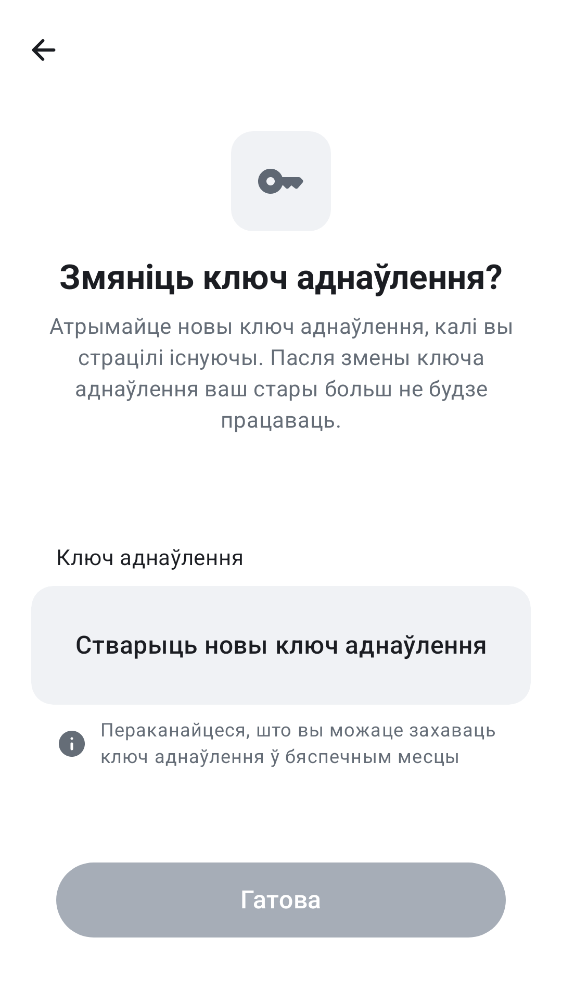 Змяніць ключ аднаўлення?
Атрымайце новы ключ аднаўлення, калі вы
страцілі існуючы. Пасля змены ключа
аднаўлення ваш стары больш не будзе
працаваць.
Ключ аднаўлення
Стварыць новы ключ аднаўлення
Пераканайцеся, што вы можаце захаваць
ключ аднаўлення ў бяспечным месцы
Гатова